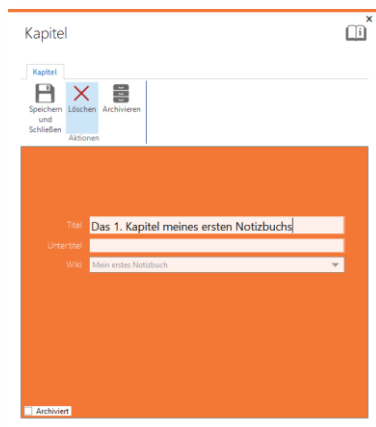 Kapitel
Kapitel
Speichern und Schließen
Löschen
Archivieren
Aktionen
Titel Das 1. Kapitel meines ersten Notizbuchs
Untertitel
Wiki Mein erstes Notizbuch
Archiviert